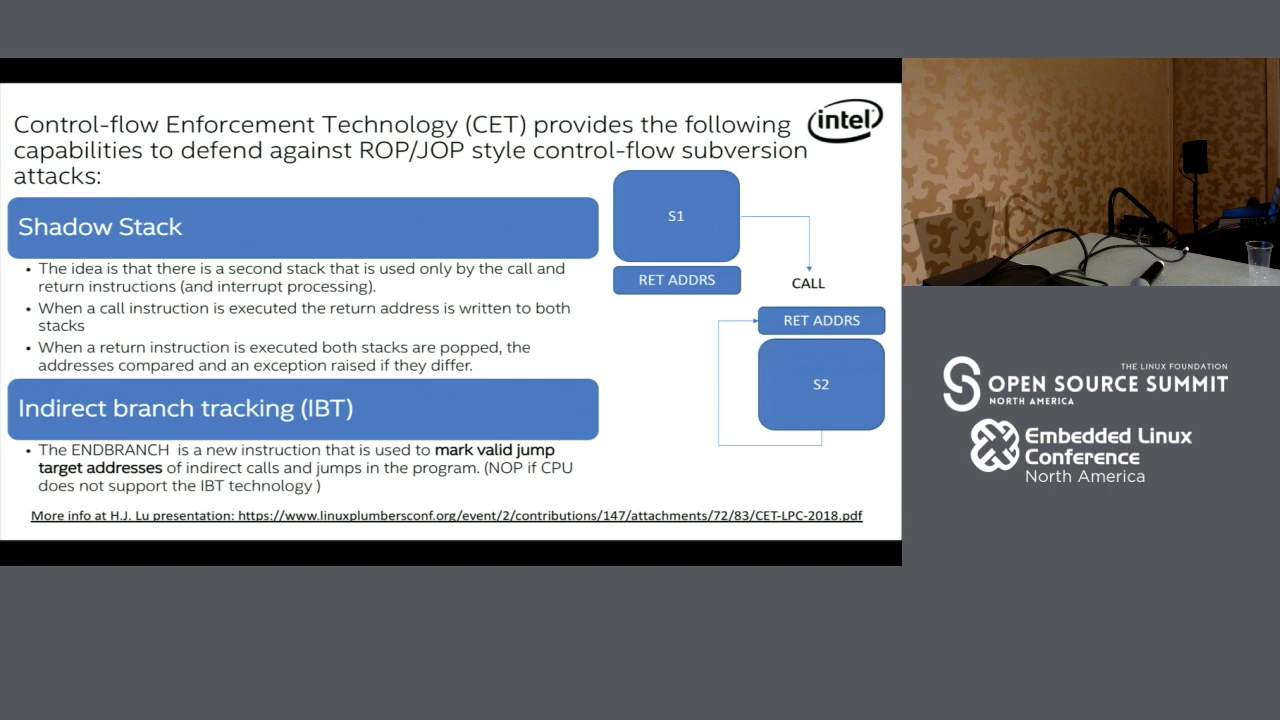 Control-flow Enforcement Technology (CET) provides the following
capabilities to defend against ROP/JOP style control-flow subversion
attacks:
intel
Shadow Stack
• The idea is that there is a second stack that is used only by the call and
return instructions (and interrupt processing).
• When a call instruction is executed the return address is written to both
stacks
• When a return instruction is executed both stacks are popped, the
addresses compared and an exception raised if they differ.
Indirect branch tracking (IBT)
• The ENDBRANCH is a new instruction that is used to mark valid jump
target addresses of indirect calls and jumps in the program. (NOP if CPU
does not support the IBT technology )
More info at H.J. Lu presentation: https://www.linuxplumbersconf.org/event/2/contributions/147/attachments/72/83/CET-LPC-2018.pdf
S1
RET ADDRS
CALL
RET ADDRS
S2
THE LINUX FOUNDATION
OPEN SOURCE SUMMIT
NORTH AMERICA
Embedded Linux
Conference
North America